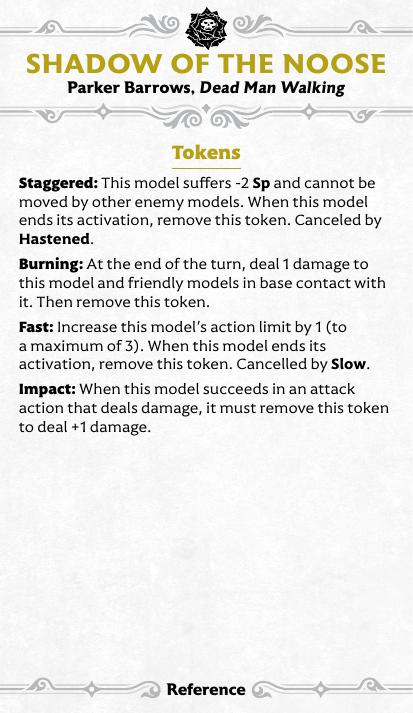 SHADOW OF THE NOOSE
Parker Barrows, Dead Man Walking
Tokens
Staggered: This model suffers -2 Sp and cannot be
moved by other enemy models. When this model
ends its activation, remove this token. Canceled by
Hastened.
Burning: At the end of the turn, deal 1 damage to
this model and friendly models in base contact with
it. Then remove this token.
Fast: Increase this model's action limit by 1 (to
a maximum of 3). When this model ends its
activation, remove this token. Cancelled by Slow.
Impact: When this model succeeds in an attack
action that deals damage, it must remove this token
to deal +1 damage.
Reference